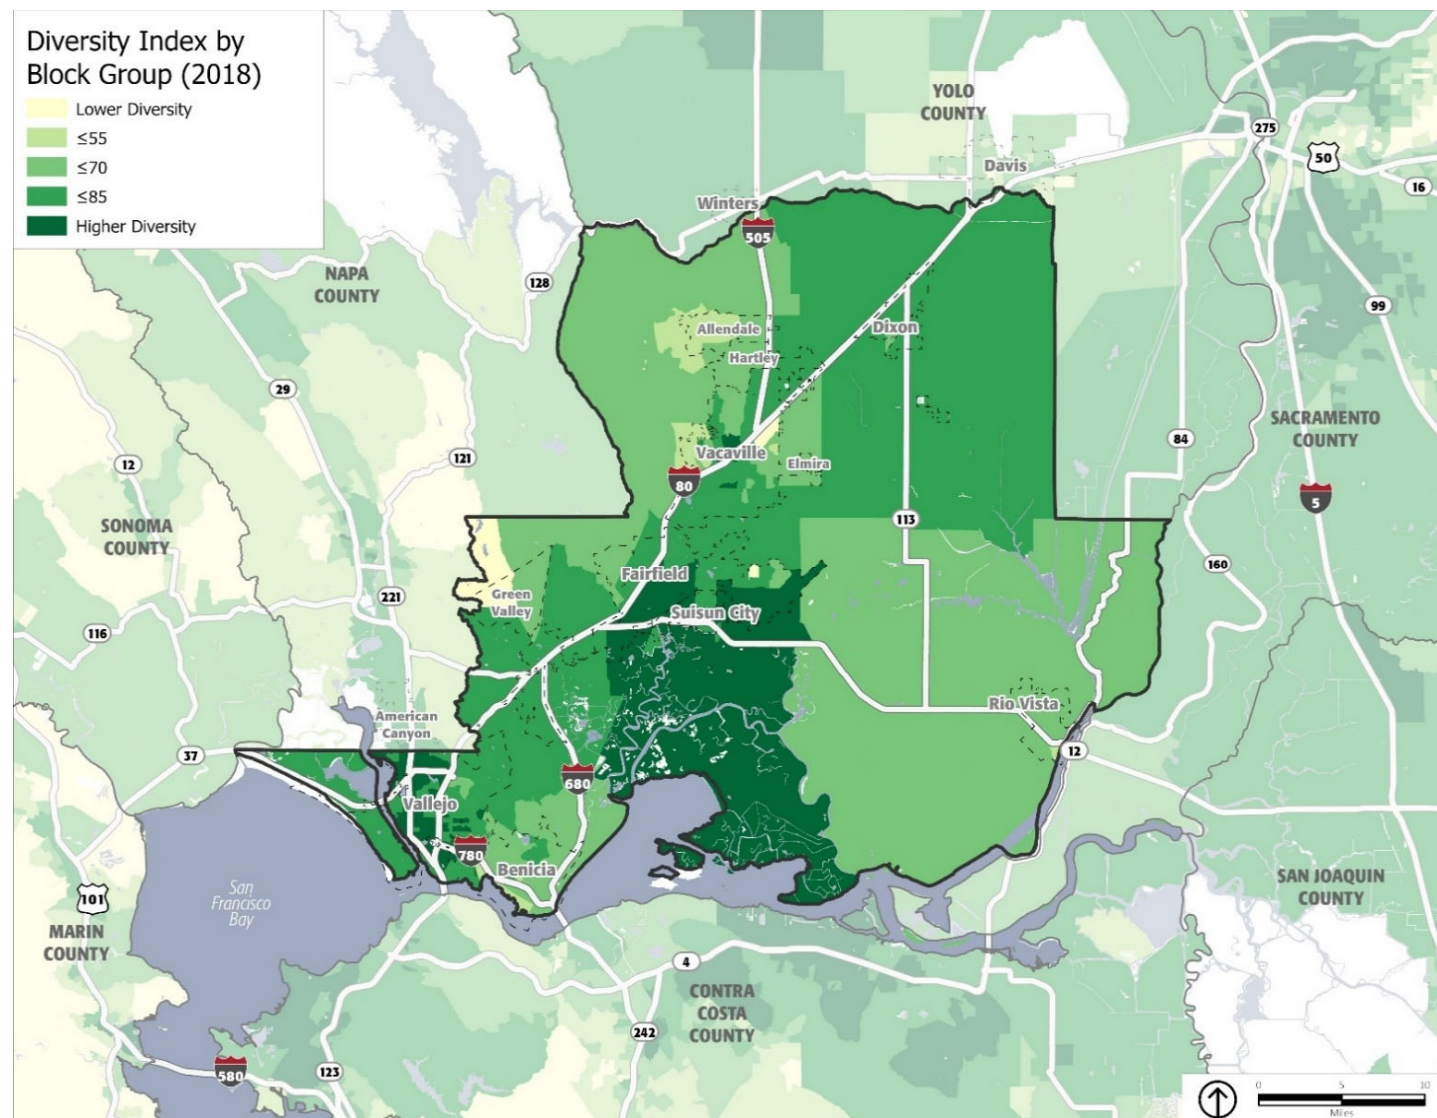 Diversity Index by
Block Group (2018)
Lower Diversity
≤55
≤70
≤85
Higher Diversity
YOLO
COUNTY
275
50
Davis
16
Winters
505
NAPA
COUNTY
128
99
Allendale
Dixon
Hartley
29
SACRAMENTO
COUNTY
84
121
12
Vacaville
Elmira
80
5
SONOMA
COUNTY
113
160
Fairfield
Green
Valley
221
Suisun City
116
American
Canyon
Rio Vista
37
12
680
Vallejo
780
Benicia
San
Francisco
Bay
101
MARIN
COUNTY
SAN JOAQUIN
COUNTY
4
CONTRA
COSTA
COUNTY
242
580
123
0 5 10
Miles